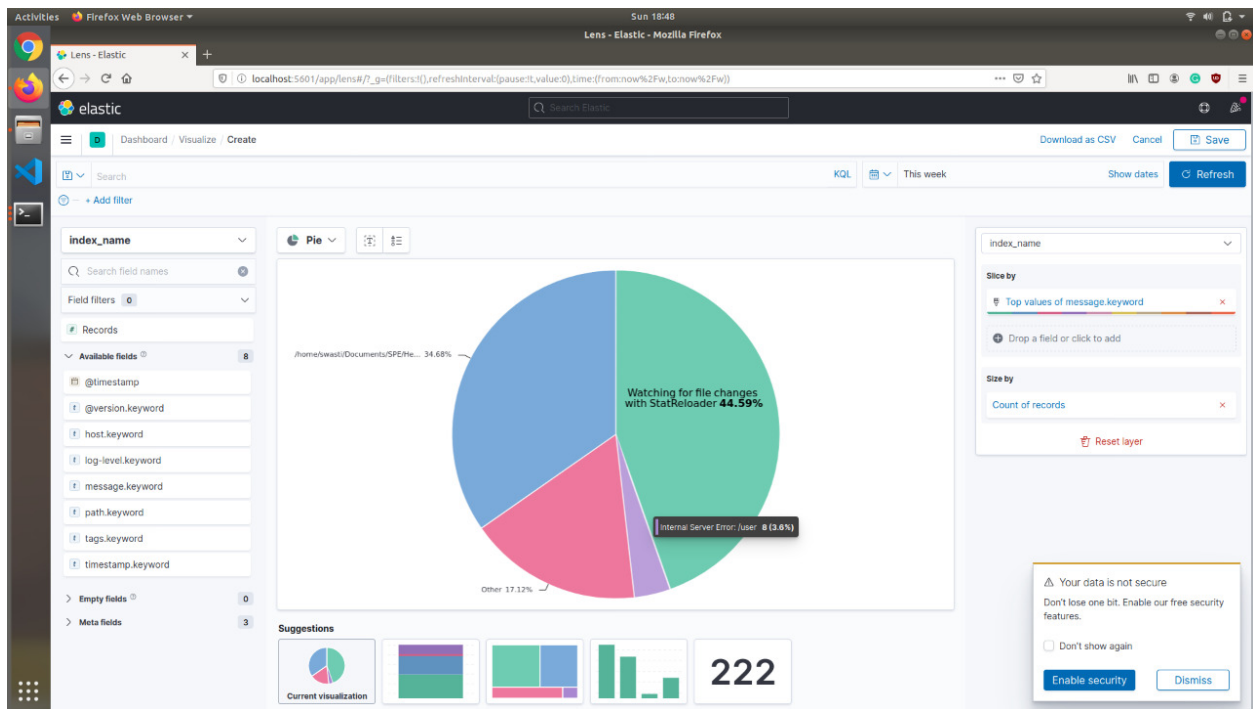 Activities
Firefox Web Browser
Sun 18:48
Lens - Elastic - Mozilla Firefox
Lens - Elastic
localhost:5601/app/lens#/?_g=(filters:!(),refreshInterval:(pause:!t,value:0),time:(from:now%2Fw,to:now%2Fw))
elastic
Search Elastic
D
Dashboard / Visualize / Create
Download as CSV
Cancel
Save
Search
KQL
This week
Show dates
Refresh
+ Add filter
index_name
Search field names
Field filters 0
# Records
Available fields 8
@timestamp
t @version.keyword
t host.keyword
t log-level.keyword
t message.keyword
t path.keyword
t tags.keyword
t timestamp.keyword
Empty fields 0
Meta fields 3
Pie
/home/swasti/Documents/SPE/He... 34.68%
Watching for file changes
with StatReloader 44.59%
Internal Server Error: /user 8 (3.6%)
Other 17.12%
Suggestions
Current visualization
222
index_name
Slice by
Top values of message.keyword
Drop a field or click to add
Size by
Count of records
Reset layer
Your data is not secure
Don't lose one bit. Enable our free security
features.
Don't show again
Enable security
Dismiss